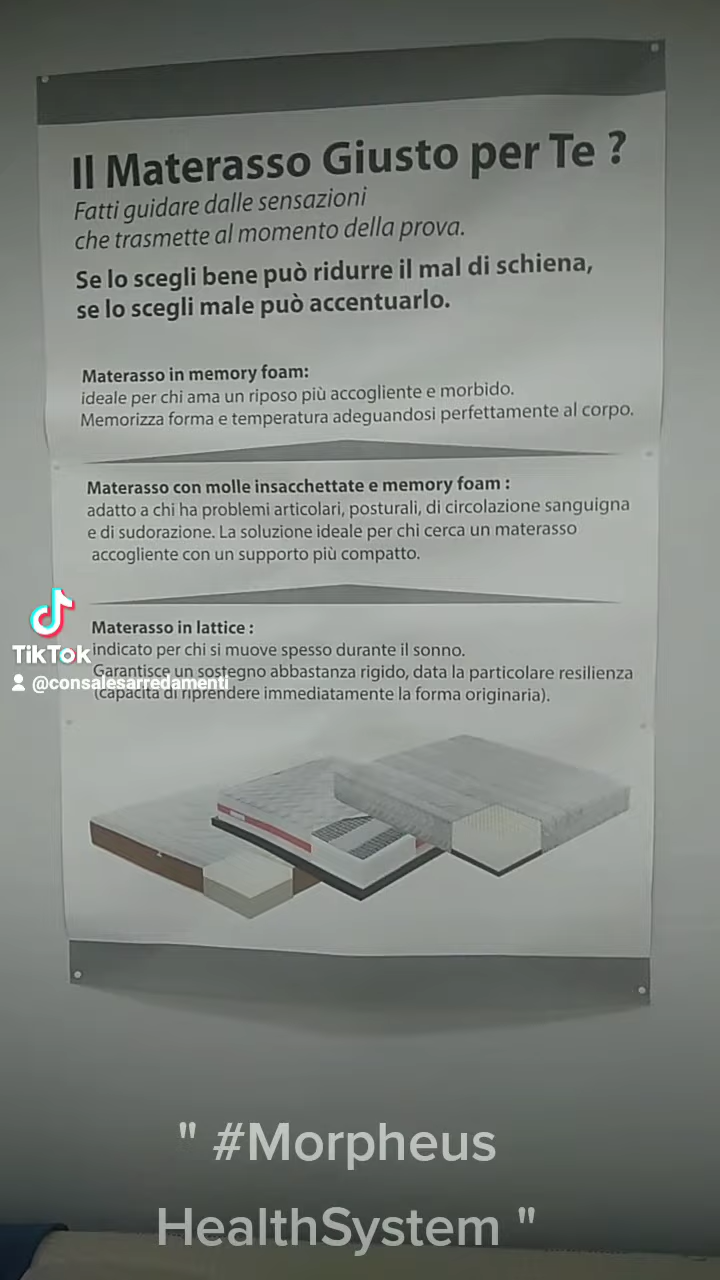 Il Materasso Giusto per Te ?
Fatti guidare dalle sensazioni
che trasmette al momento della prova.
Se lo scegli bene può ridurre il mal di schiena,
se lo scegli male può accentuarlo.
Materasso in memory foam:
ideale per chi ama un riposo più accogliente e morbido.
Memorizza forma e temperatura adeguandosi perfettamente al corpo.
Materasso con molle insacchettate e memory foam :
adatto a chi ha problemi articolari, posturali, di circolazione sanguigna
e di sudorazione. La soluzione ideale per chi cerca un materasso
accogliente con un supporto più compatto.
Materasso in lattice :
indicato per chi si muove spesso durante il sonno.
Garantisce un sostegno abbastanza rigido, data la particolare resilienza
(capacità di riprendere immediatamente la forma originaria).
TikTok
@consalesarredamenti
" #Morpheus
HealthSystem "